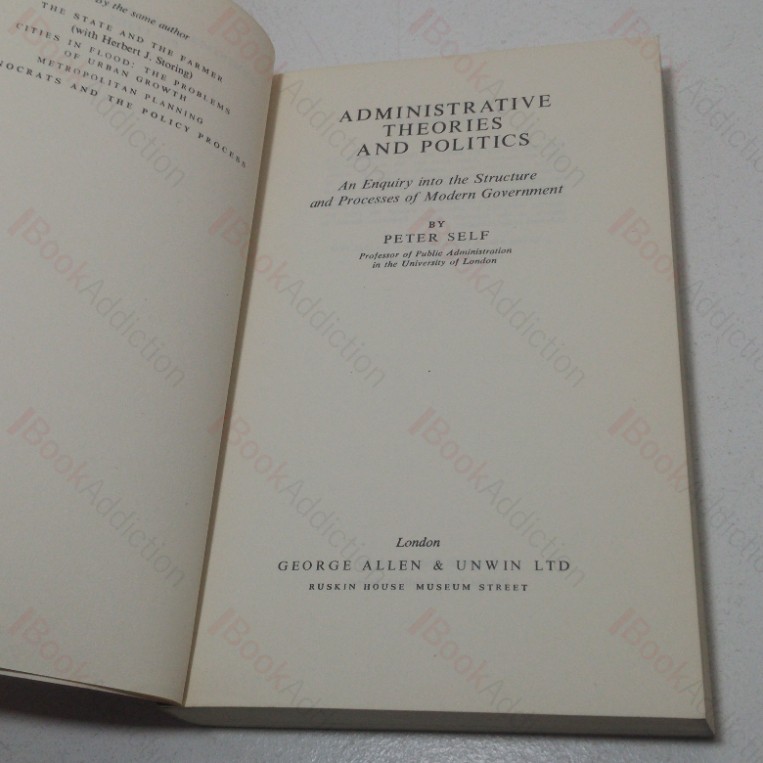 By the same author
THE STATE AND THE FARMER
(with Herbert J. Storing)
CITIES IN FLOOD: THE PROBLEMS
OF URBAN GROWTH
METROPOLITAN PLANNING
AND THE POLICY PROCESS
ADMINISTRATIVE
THEORIES
AND POLITICS
An Enquiry into the Structure
and Processes of Modern Government
BY
PETER SELF
Professor of Public Administration
in the University of London
London
GEORGE ALLEN & UNWIN LTD
RUSKIN HOUSE MUSEUM STREET
BookAddiction